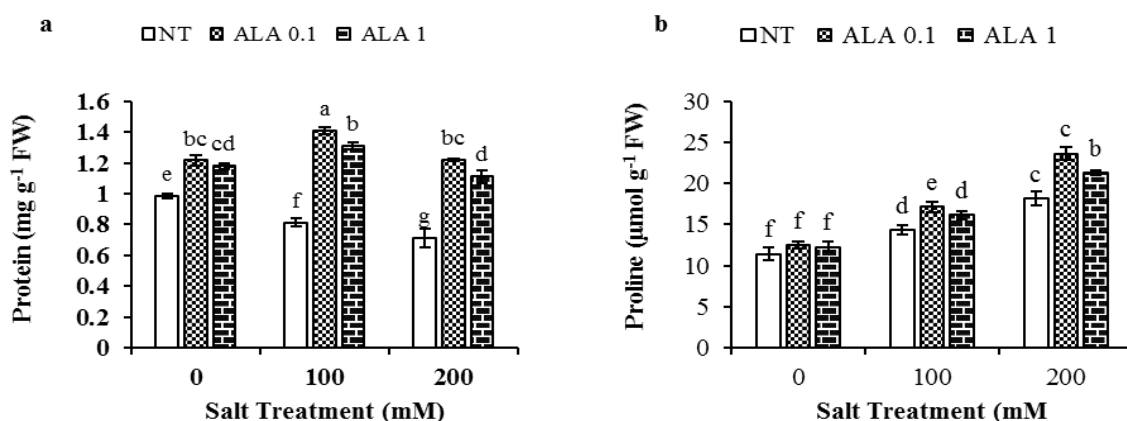 a
NT ALA 0.1 ALA 1
Protein (mg g-1 FW)
1.6
1.4
1.2
1
0.8
0.6
0.4
0.2
0
e bc cd
f a b
g bc d
0 100 200
Salt Treatment (mM)
b
NT ALA 0.1 ALA 1
Proline (µmol g-1 FW)
30
25
20
15
10
5
0
f f f
d e d
c c b
0 100 200
Salt Treatment (mM